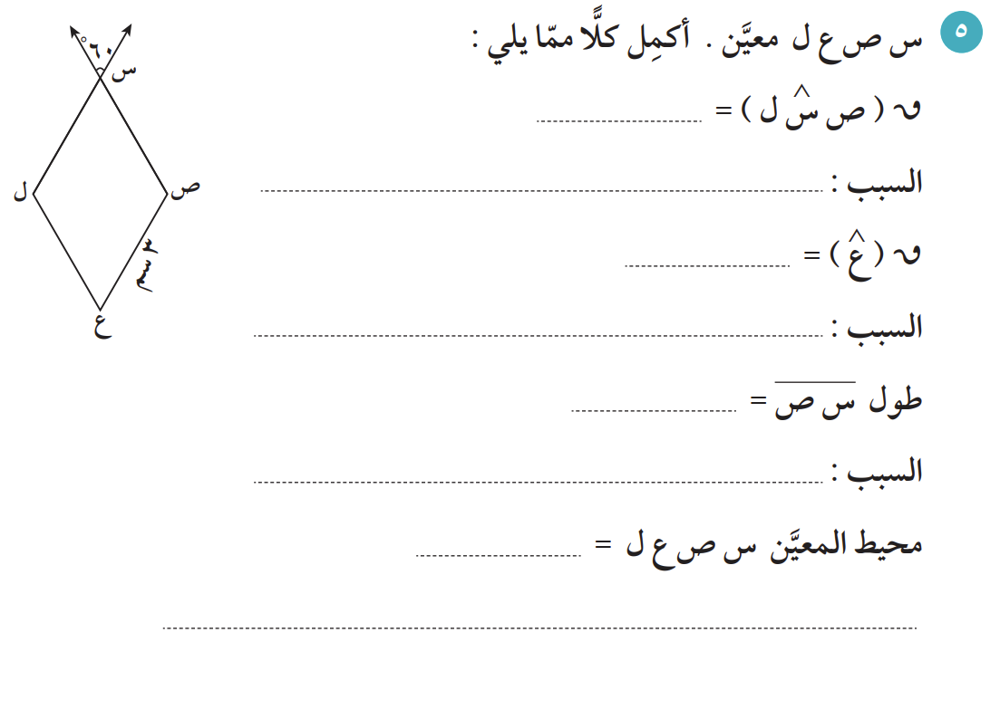 ٥ س ص ع ل معيَّن . أكمِل كلًّا ممّا يلي :
ق ( ص سَ^ ل ) = ....................
السبب : ....................
ق ( ع^ ) = ....................
السبب : ....................
طول س ص = ....................
السبب : ....................
محيط المعيَّن س ص ع ل = ....................
....................
٦٠°
س
ص
ل
٣ سم
ع